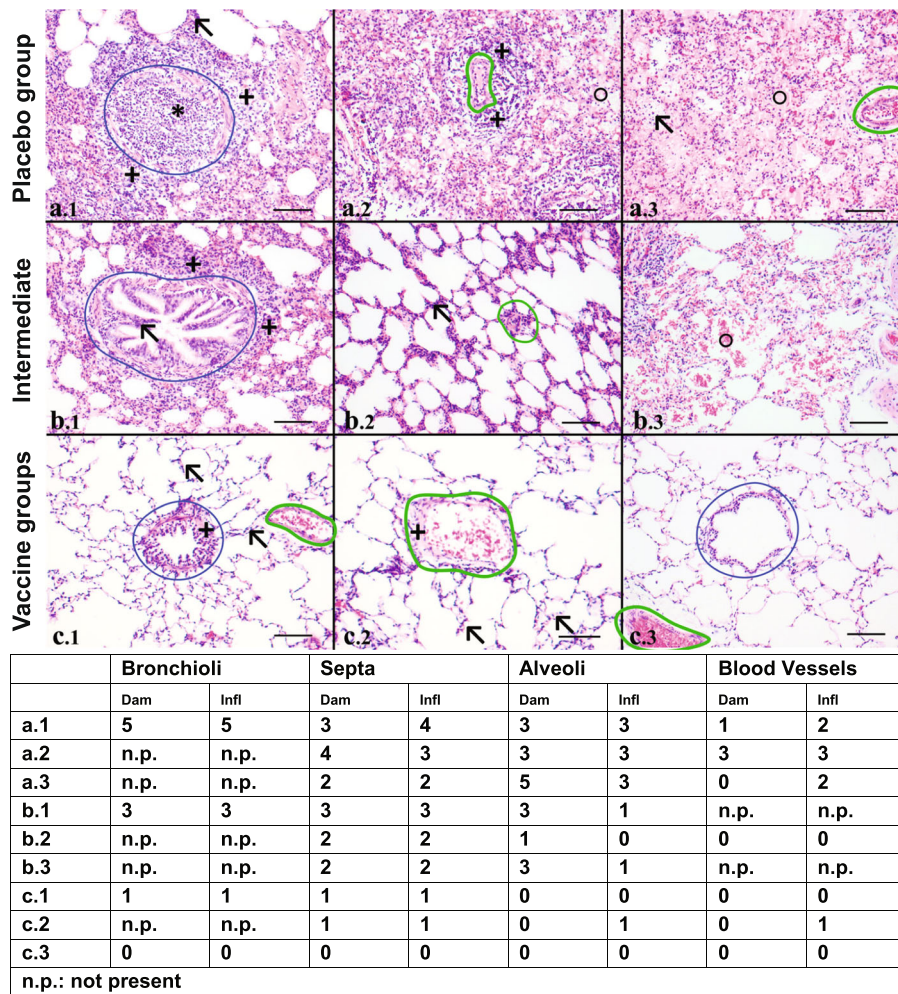 Placebo group
a.1
a.2
a.3
Intermediate
b.1
b.2
b.3
Vaccine groups
c.1
c.2
c.3
Bronchioli Septa Alveoli Blood Vessels
Dam Infl Dam Infl Dam Infl Dam Infl
a.1 5 5 3 4 3 3 1 2
a.2 n.p. n.p. 4 3 3 3 3 3
a.3 n.p. n.p. 2 2 5 3 0 2
b.1 3 3 3 3 3 1 n.p. n.p.
b.2 n.p. n.p. 2 2 1 0 0 0
b.3 n.p. n.p. 2 2 3 1 n.p. n.p.
c.1 1 1 1 1 0 0 0 0
c.2 n.p. n.p. 1 1 0 1 0 1
c.3 0 0 0 0 0 0 0 0
n.p.: not present